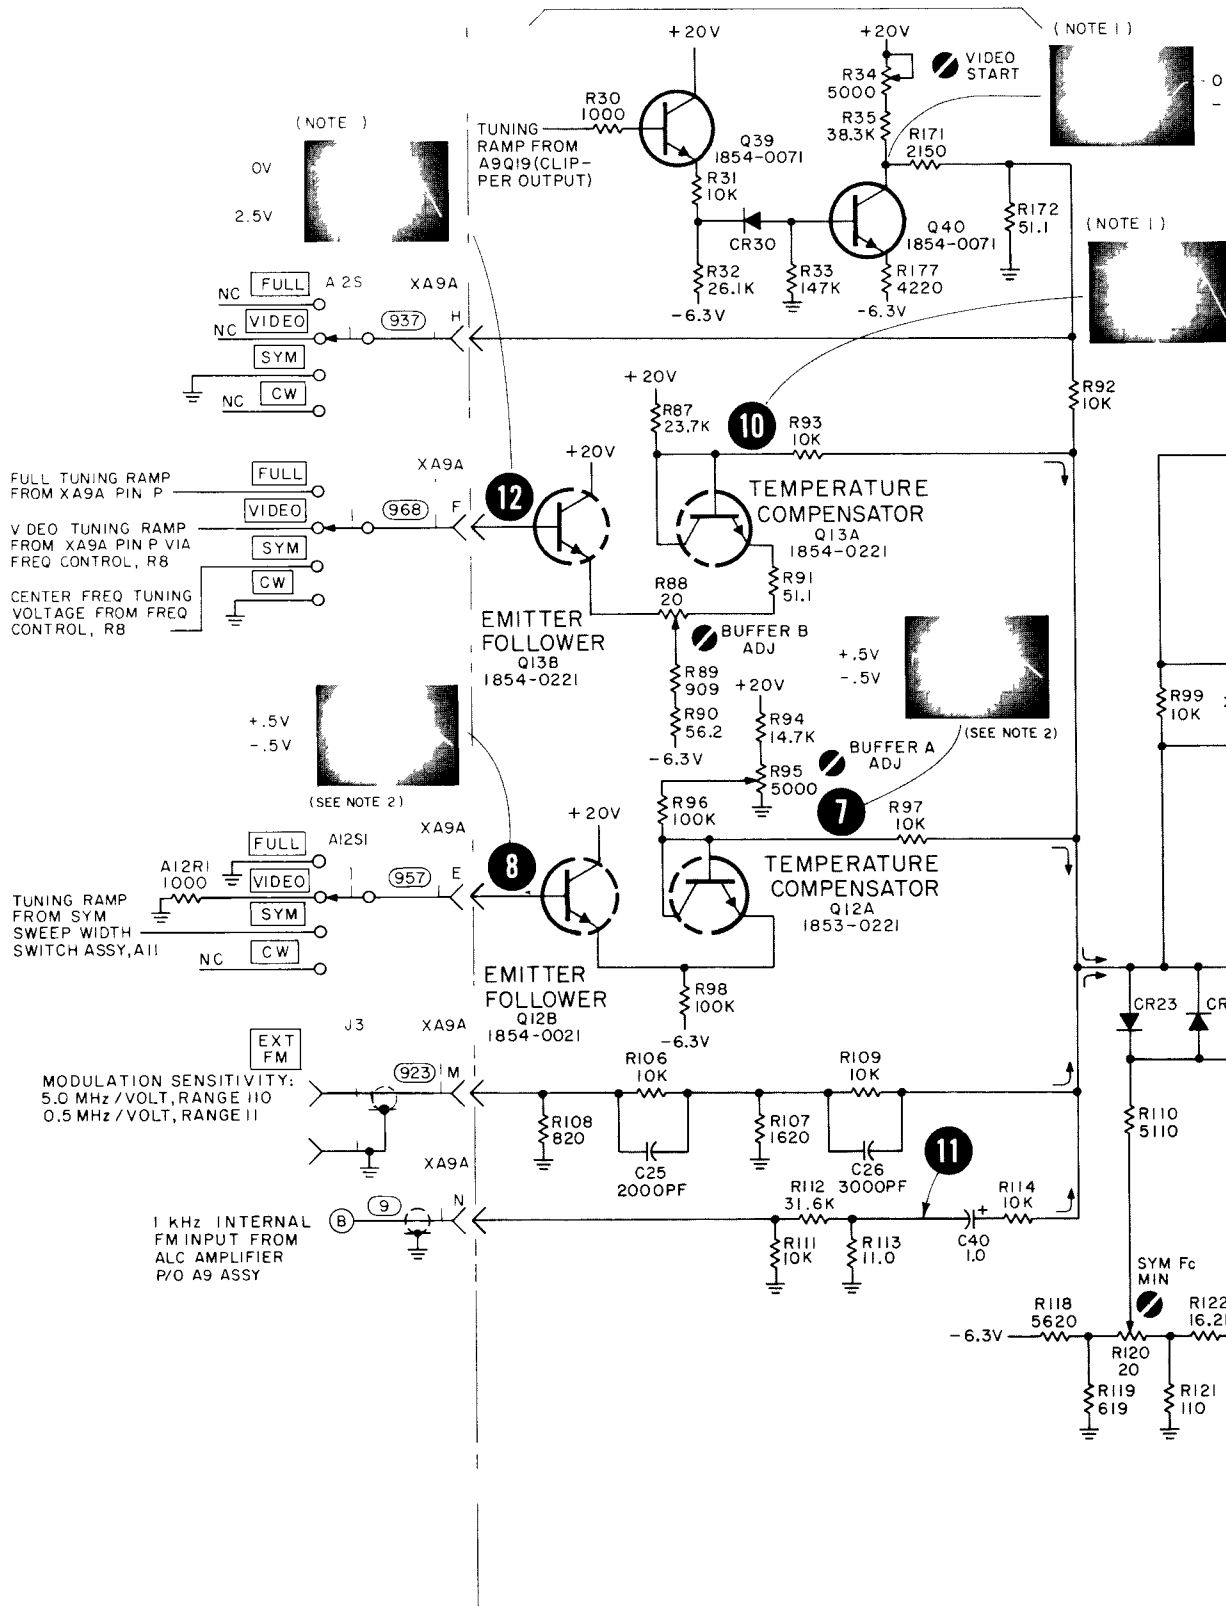 +20V
+20V
(NOTE 1)
VIDEO
START
R34
5000
R30
1000
R35
38.3K
(NOTE )
TUNING
RAMP FROM
A9Q19(CLIP-
PER OUTPUT)
Q39
1854-0071
R171
2150
0V
2.5V
R31
10K
CR30
Q40
1854-0071
R172
51.1
(NOTE 1)
R32
26.1K
R33
147K
R177
4220
-6.3V
-6.3V
FULL
A12S
XA9A
NC
VIDEO
937
H
NC
SYM
CW
NC
+20V
R92
10K
R87
23.7K
10
R93
10K
+20V
XA9A
FULL TUNING RAMP
FROM XA9A PIN P
FULL
VIDEO
968
F
12
V DEO TUNING RAMP
FROM XA9A PIN P VIA
FREQ CONTROL, R8
SYM
CW
CENTER FREQ TUNING
VOLTAGE FROM FREQ
CONTROL, R8
TEMPERATURE
COMPENSATOR
Q13A
1854-0221
R88
20
R91
51.1
EMITTER
FOLLOWER
Q13B
1854-0221
BUFFER B
ADJ
R89
909
R90
56.2
-6.3V
+20V
R94
14.7K
R95
5000
BUFFER A
ADJ
+.5V
-.5V
(SEE NOTE 2)
R99
10K
+.5V
-.5V
(SEE NOTE 2)
R96
100K
7
R97
10K
+20V
XA9A
FULL
A12S1
A12R1
1000
VIDEO
957
E
8
TUNING RAMP
FROM SYM
SWEEP WIDTH
SWITCH ASSY, A11
SYM
NC
CW
TEMPERATURE
COMPENSATOR
Q12A
1853-0221
EMITTER
FOLLOWER
Q12B
1854-0021
R98
100K
-6.3V
CR23
EXT
FM
J3
XA9A
923
M
MODULATION SENSITIVITY:
5.0 MHz/VOLT, RANGE 110
0.5 MHz/VOLT, RANGE 11
R106
10K
R109
10K
R108
820
C25
2000PF
R107
1620
C26
3000PF
R110
5110
XA9A
1 KHz INTERNAL
FM INPUT FROM
ALC AMPLIFIER
P/O A9 ASSY
B
9
N
R112
31.6K
11
R114
10K
R111
10K
R113
11.0
C40
1.0
+
SYM Fc
MIN
R118
5620
-6.3V
R120
20
R122
R119
619
R121
110